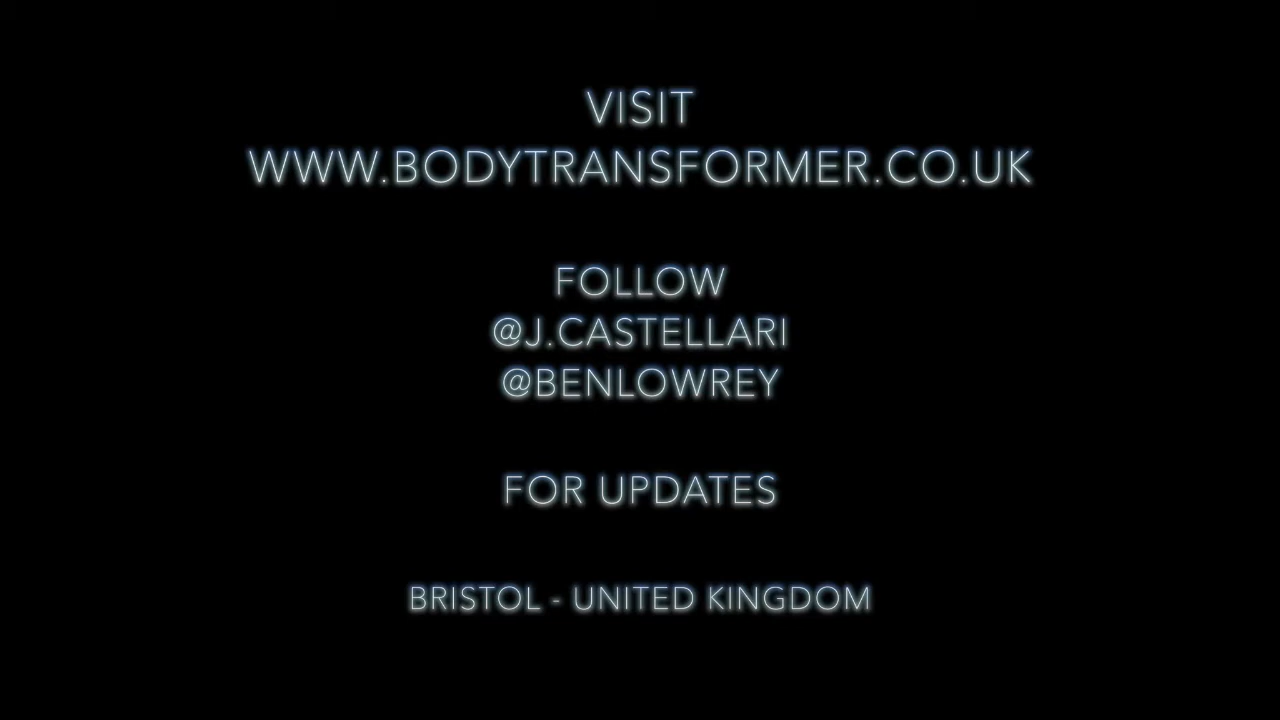 VISIT
WWW.BODYTRANSFORMER.CO.UK
FOLLOW
@J.CASTELLARI
@BENLOWREY
FOR UPDATES
BRISTOL - UNITED KINGDOM